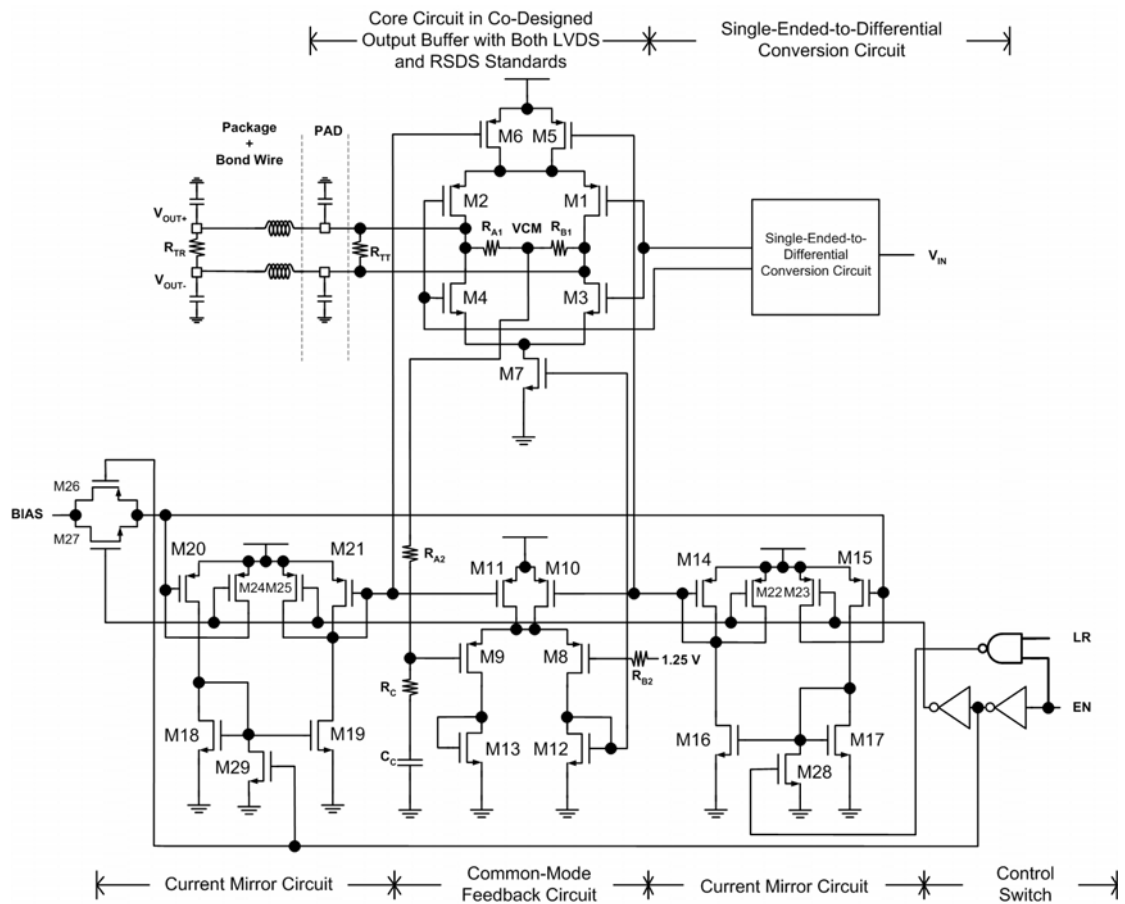 Core Circuit in Co-Designed
Output Buffer with Both LVDS
and RSDS Standards
Single-Ended-to-Differential
Conversion Circuit
Package
+
Bond Wire
PAD
M6
M5
M2
M1
VOUT+
RA1
VCM
RB1
RTR
RTT
Single-Ended-to-
Differential
Conversion Circuit
VIN
VOUT-
M4
M3
M7
M26
BIAS
M27
M20
M21
RA2
M11
M10
M14
M15
M24
M25
M22
M23
M9
M8
1.25 V
RB2
LR
RC
EN
M18
M19
M29
M13
M12
M16
M17
M28
CC
Current Mirror Circuit
Common-Mode
Feedback Circuit
Current Mirror Circuit
Control
Switch